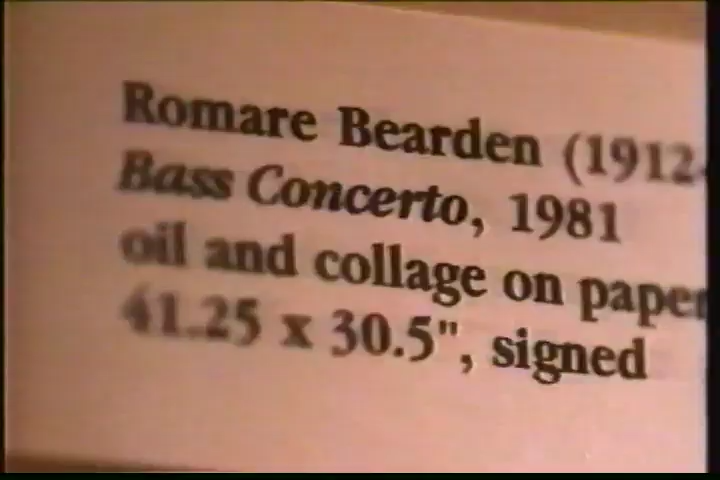 Romare Bearden (1912-
Bass Concerto, 1981
oil and collage on paper
41.25 x 30.5", signed